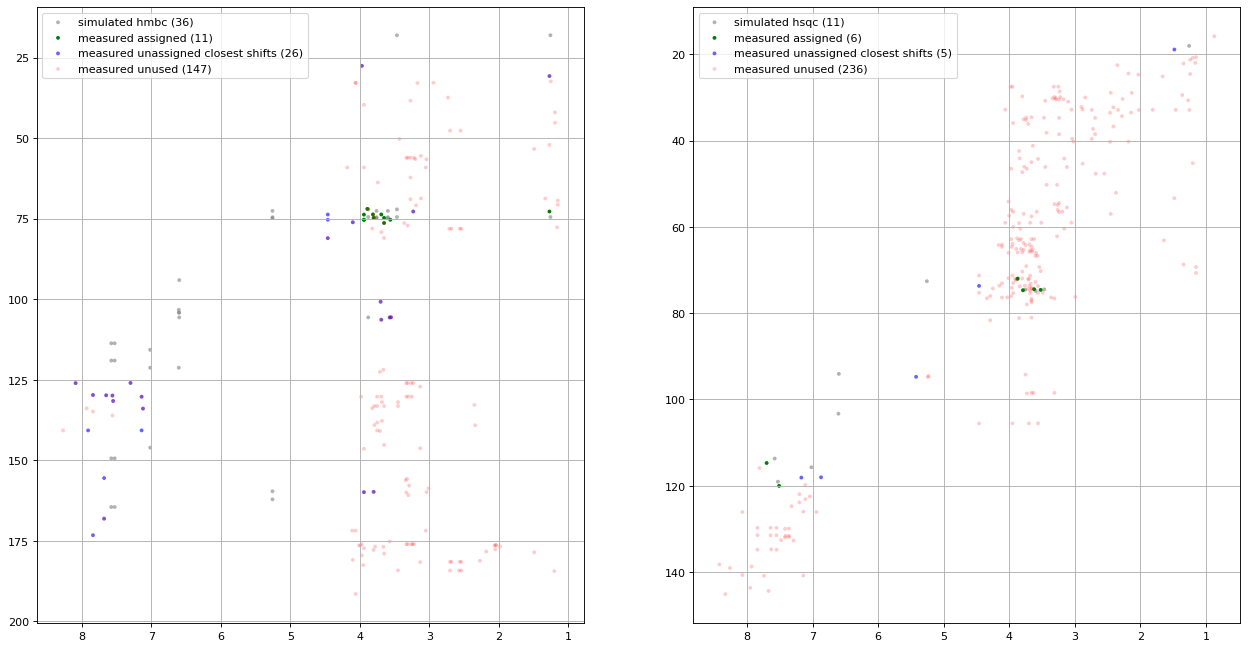 simulated hmbc (36)
measured assigned (11)
measured unassigned closest shifts (26)
measured unused (147)
25
50
75
100
125
150
175
200
8 7 6 5 4 3 2 1
simulated hsqc (11)
measured assigned (6)
measured unassigned closest shifts (5)
measured unused (236)
20
40
60
80
100
120
140
8 7 6 5 4 3 2 1